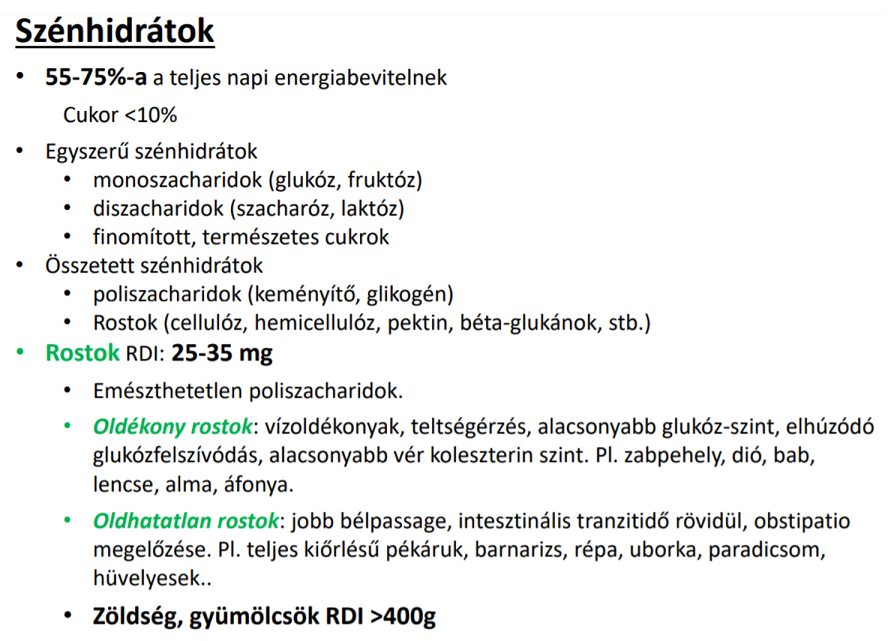 Szénhidrátok
• 55-75%-a a teljes napi energiabevitelnek
Cukor <10%
• Egyszerű szénhidrátok
• monoszacharidok (glukóz, fruktóz)
• diszacharidok (szacharóz, laktóz)
• finomított, természetes cukrok
• Összetett szénhidrátok
• poliszacharidok (keményítő, glikogén)
• Rostok (cellulóz, hemicellulóz, pektin, béta-glukánok, stb.)
• Rostok RDI: 25-35 mg
• Emészthetetlen poliszacharidok.
• Oldékony rostok: vízoldékonyak, teltségérzés, alacsonyabb glukóz-szint, elhúzódó
glukózfelszívódás, alacsonyabb vér koleszterin szint. Pl. zabpehely, dió, bab,
lencse, alma, áfonya.
• Oldhatatlan rostok: jobb bélpassage, intesztinális tranzitidő rövidül, obstipatio
megelőzése. Pl. teljes kiőrlésű pékáruk, barnarizs, répa, uborka, paradicsom,
hüvelyesek..
• Zöldség, gyümölcsök RDI >400g